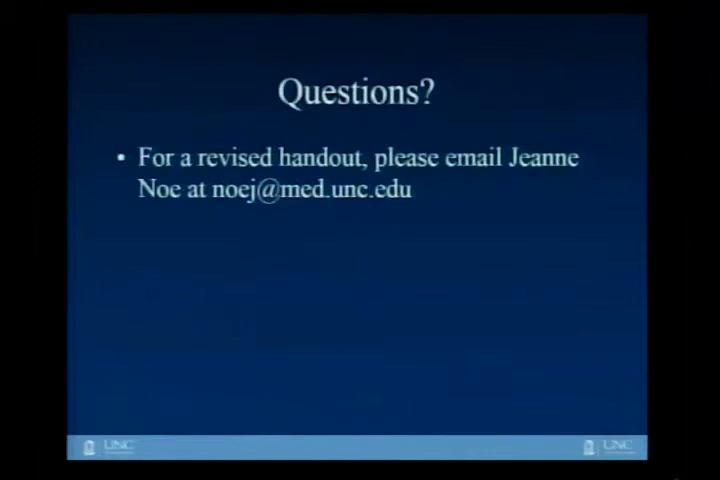 Questions?
• For a revised handout, please email Jeanne
Noe at noej@med.unc.edu
UNC
UNC